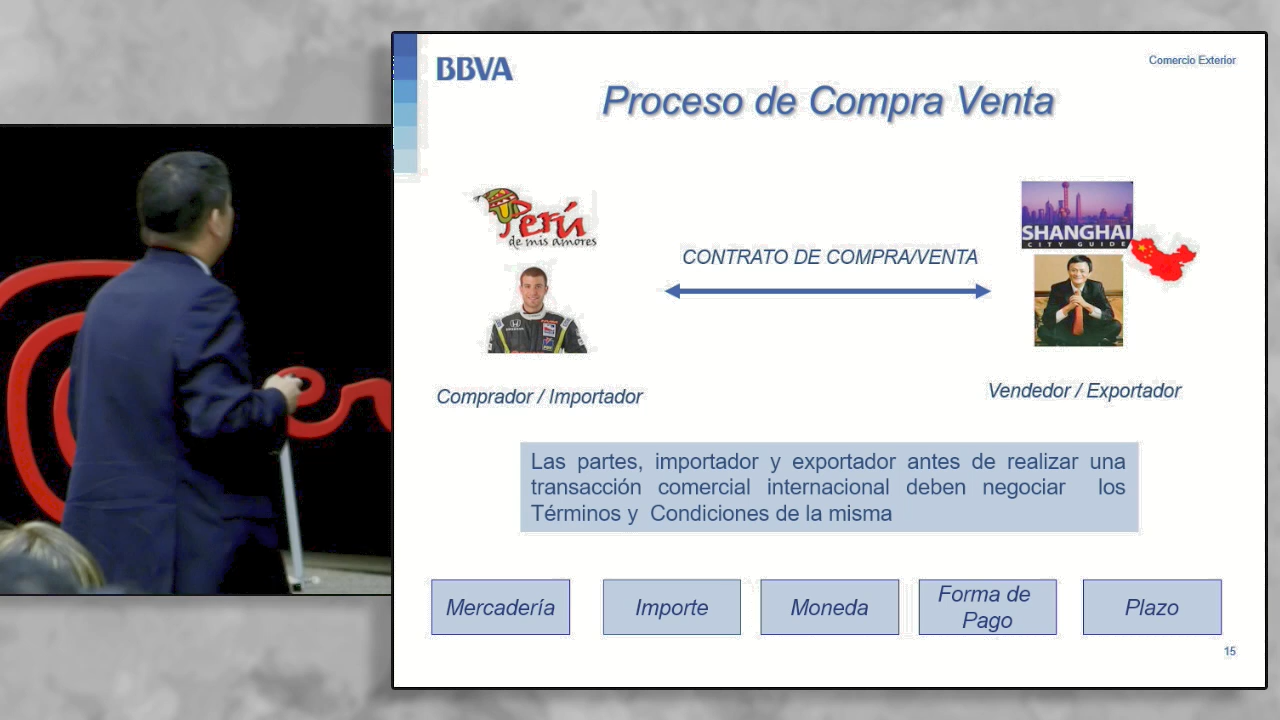 BBVA
Comercio Exterior
Proceso de Compra Venta
Perú
de mis amores
SHANGHAI
CITY GUIDE
CONTRATO DE COMPRA/VENTA
Comprador / Importador
Vendedor / Exportador
Las partes, importador y exportador antes de realizar una
transacción comercial internacional deben negociar los
Términos y Condiciones de la misma
Mercadería
Importe
Moneda
Forma de
Pago
Plazo
15